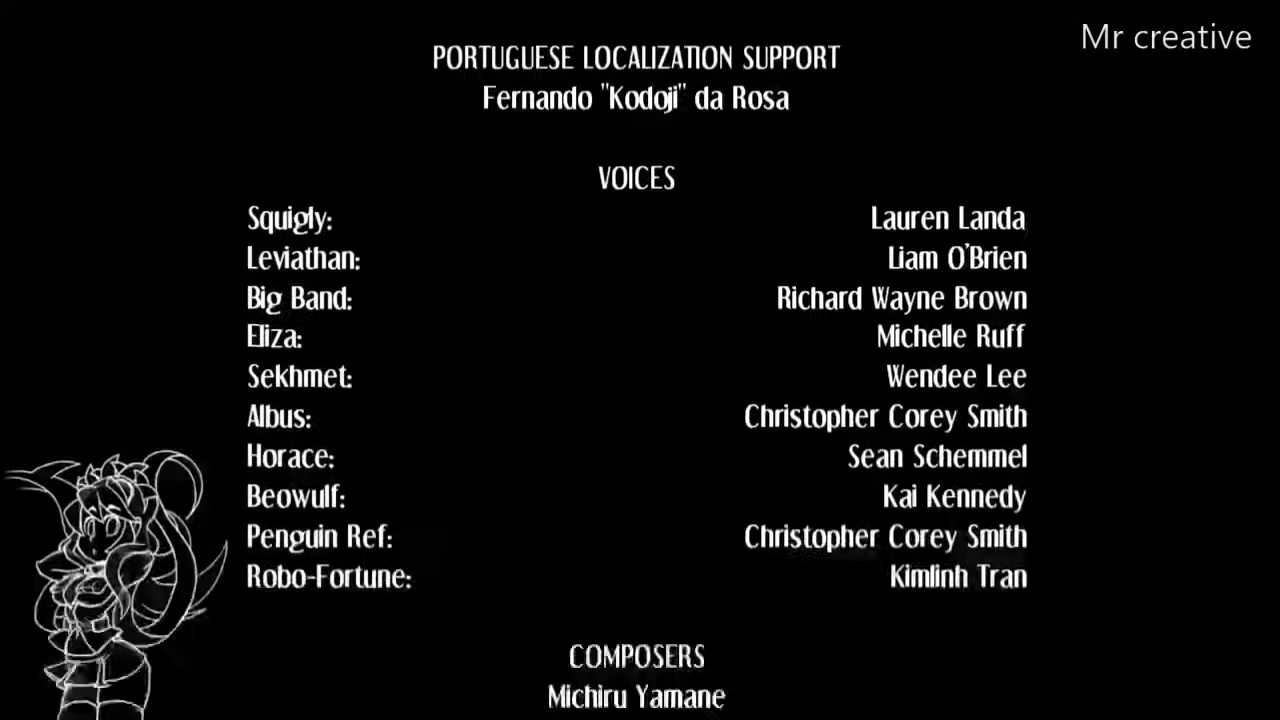 Mr creative
PORTUGUESE LOCALIZATION SUPPORT
Fernando "Kodoji" da Rosa
VOICES
Squigly: Lauren Landa
Leviathan: Liam O'Brien
Big Band: Richard Wayne Brown
Eliza: Michelle Ruff
Sekhmet: Wendee Lee
Albus: Christopher Corey Smith
Horace: Sean Schemmel
Beowulf: Kai Kennedy
Penguin Ref: Christopher Corey Smith
Robo-Fortune: Kimlinh Tran
COMPOSERS
Michiru Yamane